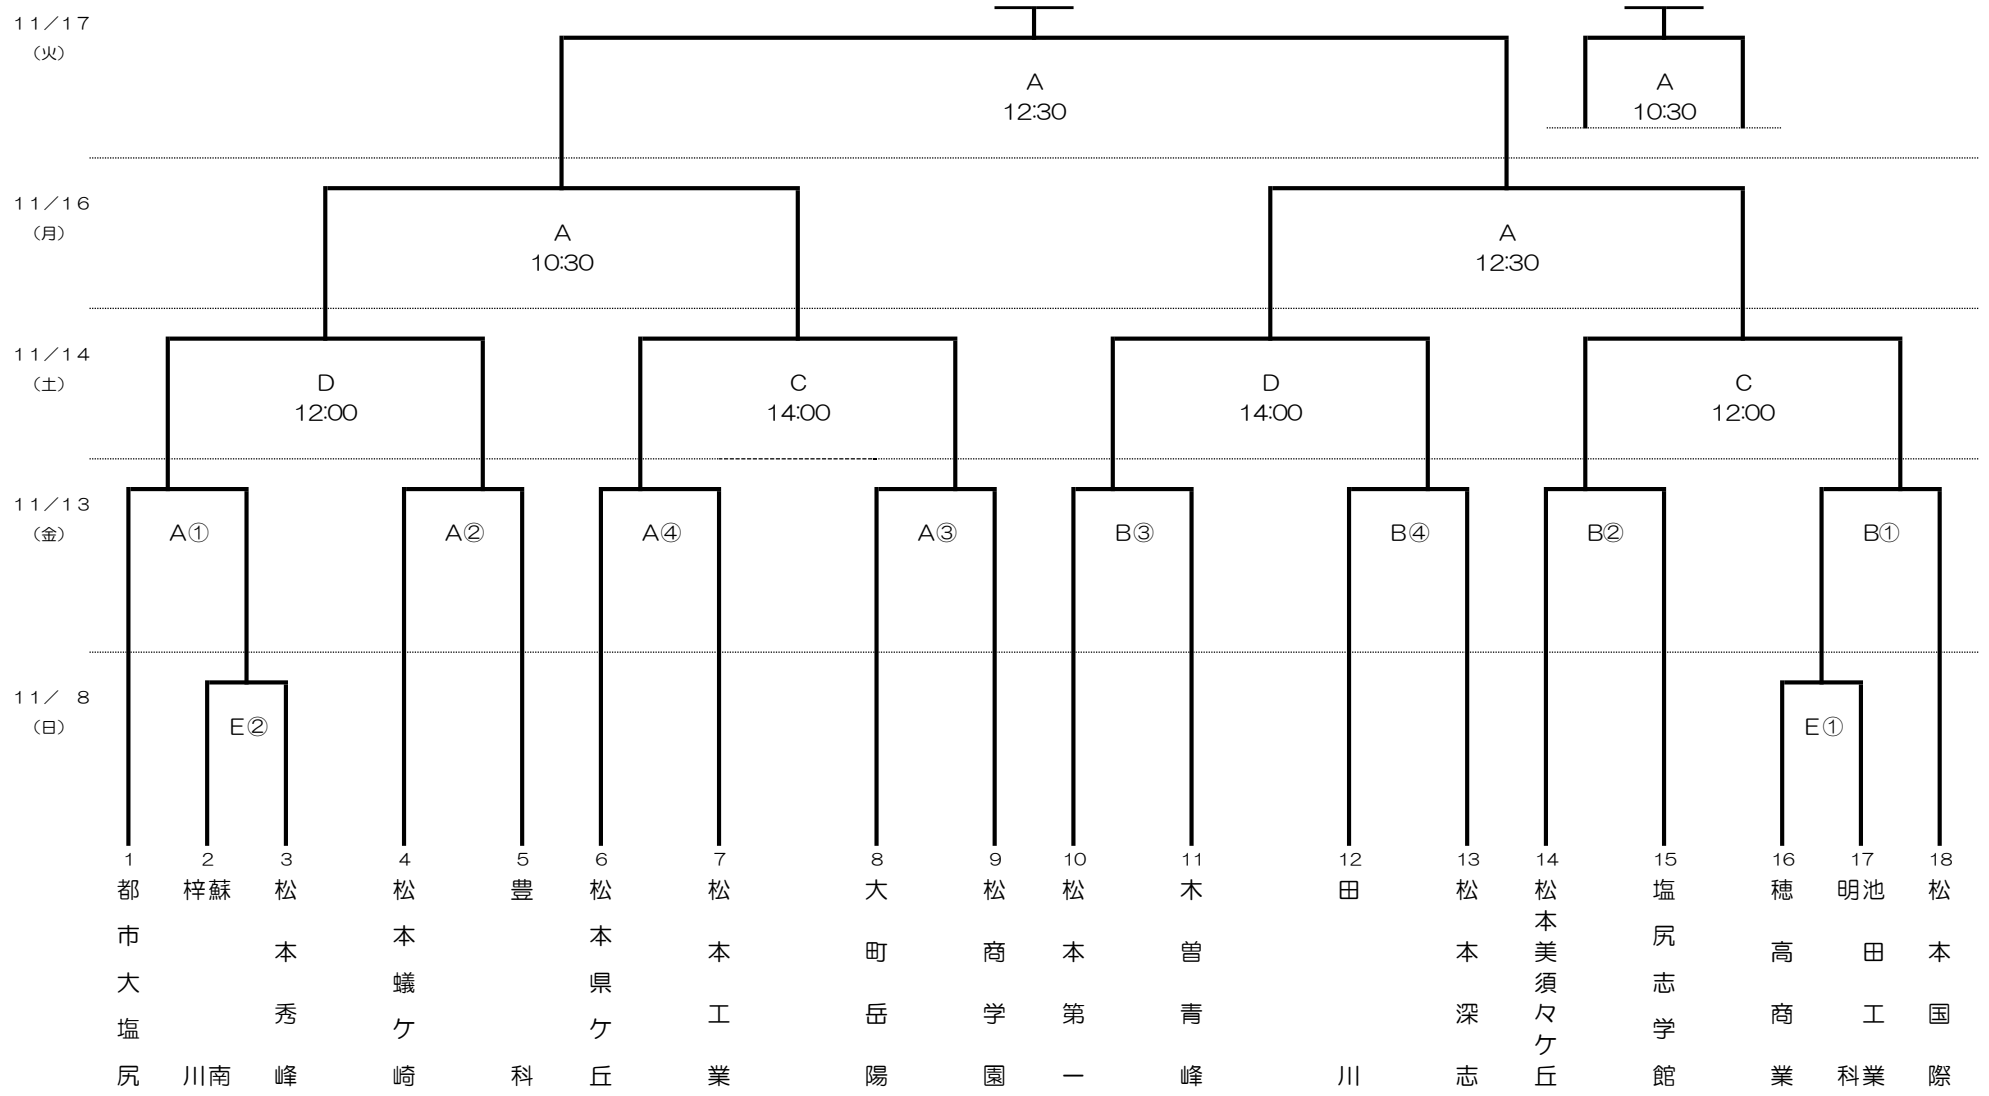 11/17
（火）
A
12:30
A
10:30
11/16
（月）
A
10:30
A
12:30
11/14
（土）
D
12:00
C
14:00
D
14:00
C
12:00
11/13
（金）
A①
A②
A④
A③
B③
B④
B②
B①
11/ 8
（日）
E②
E①
1
2
3
4
5
6
7
8
9
10
11
12
13
14
15
16
17
18
都市大塩尻
蘇南
梓川
松本秀峰
松本蟻ケ崎
豊科
松本県ケ丘
松本工業
大町岳陽
松商学園
松本第一
木曽青峰
田川
松本深志
松本美須々ケ丘
塩尻志学館
穂高商業
池田工業
明科
松本国際